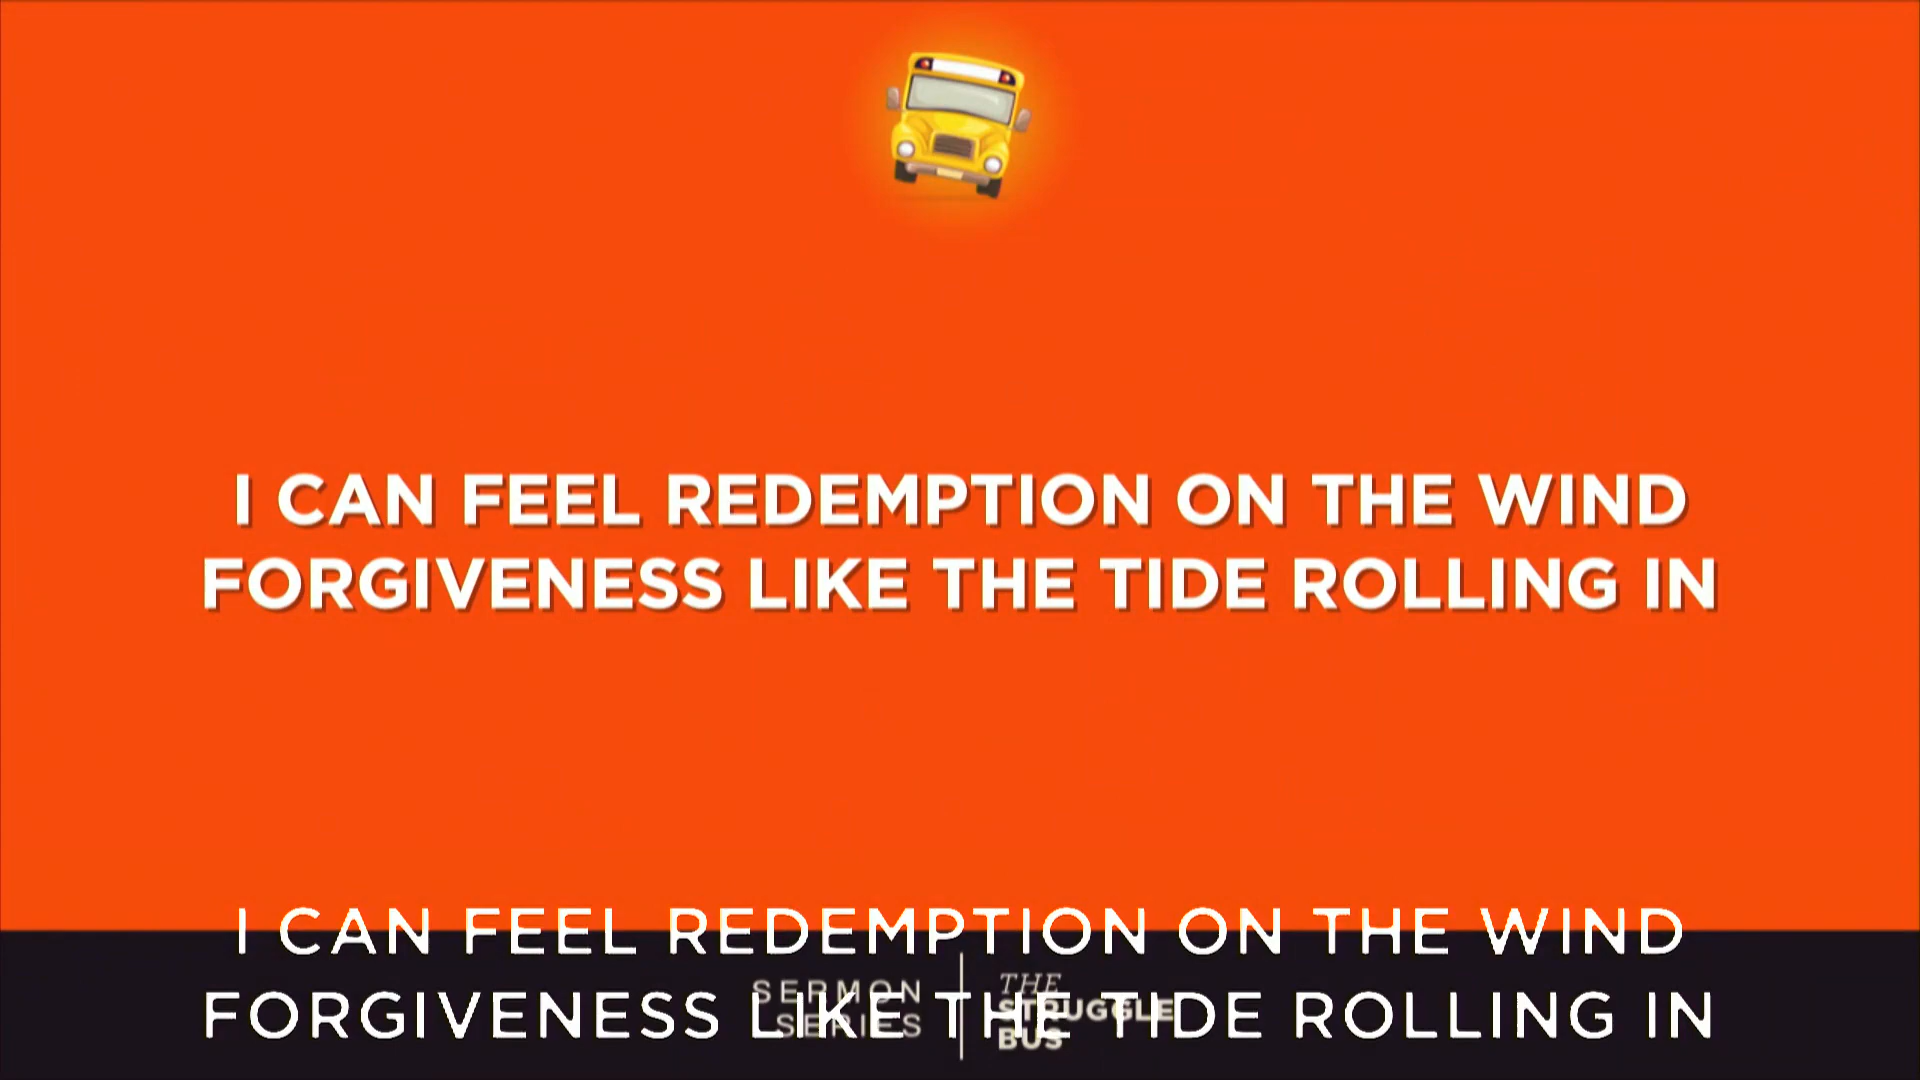 I CAN FEEL REDEMPTION ON THE WIND
FORGIVENESS LIKE THE TIDE ROLLING IN
I CAN FEEL REDEMPTION ON THE WIND
FORGIVENESS LIKE THE TIDE ROLLING IN
SERMON
SERIES
THE
STRUGGLE
BUS